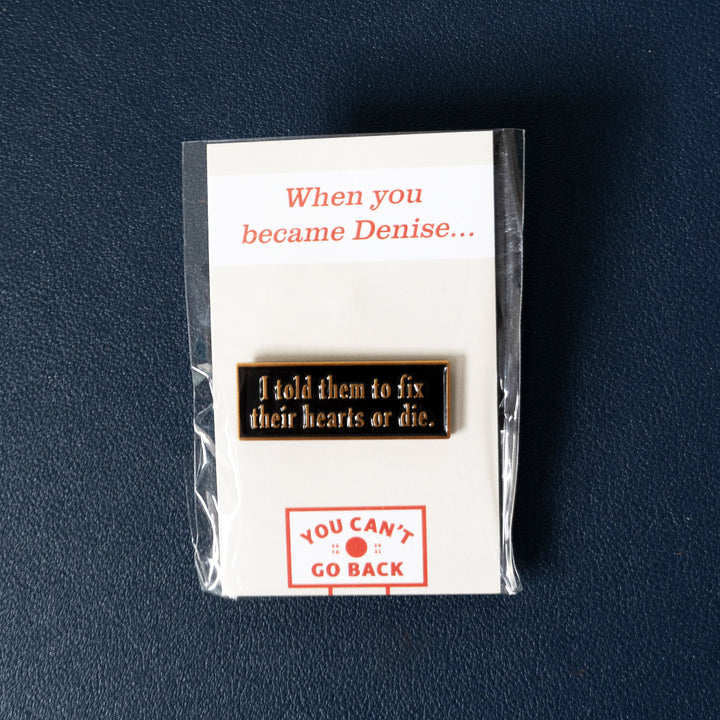 When you
became Denise...
I told them to fix
their hearts or die.
YOU CAN'T
GO BACK